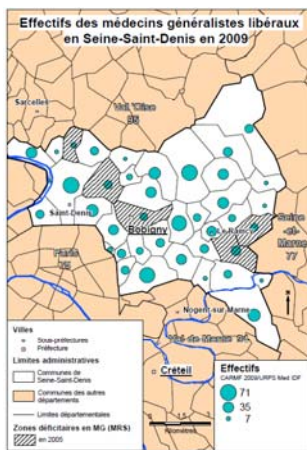 Effectifs des médecins généralistes libéraux
en Seine-Saint-Denis en 2009
Sarcelles
Val d'Oise
95
Saint-Denis
Bobigny
Le Raincy
Seine
-et-
Marne
77
Paris
75
Nogent-sur-Marne
Val de Marne 94
Créteil
Villes
Sous-préfectures
Préfecture
Limites administratives
Communes de
Seine-Saint-Denis
Communes des autres
départements
Limites départementales
Zones déficitaires en MG (MRS)
en 2005
Kilomètres
Effectifs
CARMF 2009/URPS Med IDF
71
35
7
N